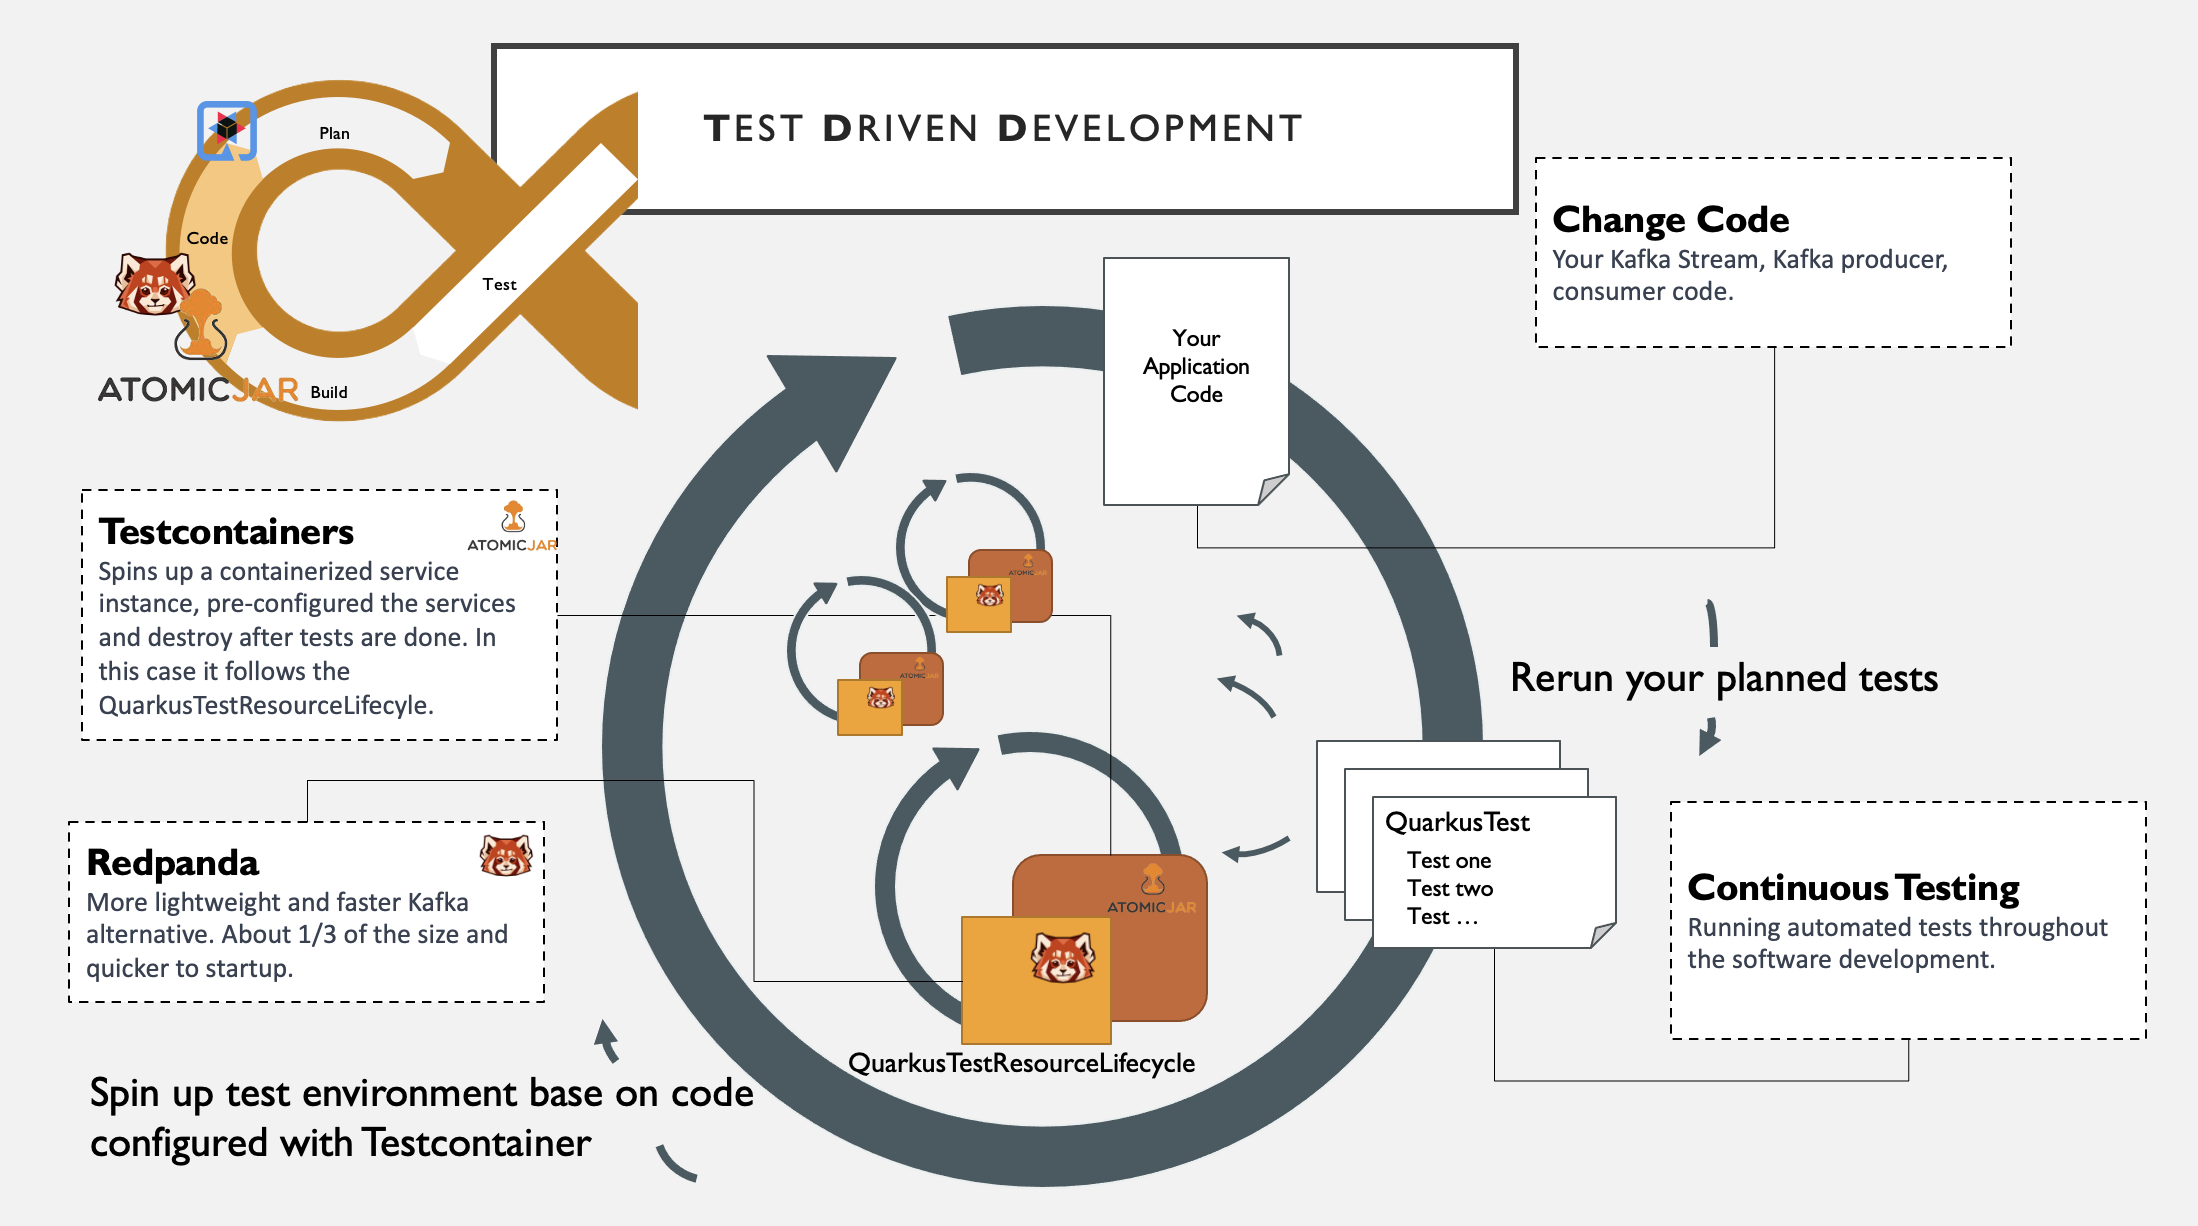 TEST DRIVEN DEVELOPMENT
Plan
Code
Test
ATOMICJAR
Build
Change Code
Your Kafka Stream, Kafka producer,
consumer code.
Your
Application
Code
Testcontainers
ATOMICJAR
Spins up a containerized service
instance, pre-configured the services
and destroy after tests are done. In
this case it follows the
QuarkusTestResourceLifecyle.
ATOMICJAR
ATOMICJAR
Rerun your planned tests
QuarkusTest
Test one
Test two
Test ...
Redpanda
More lightweight and faster Kafka
alternative. About 1/3 of the size and
quicker to startup.
ATOMICJAR
QuarkusTestResourceLifecycle
Continuous Testing
Running automated tests throughout
the software development.
Spin up test environment base on code
configured with Testcontainer